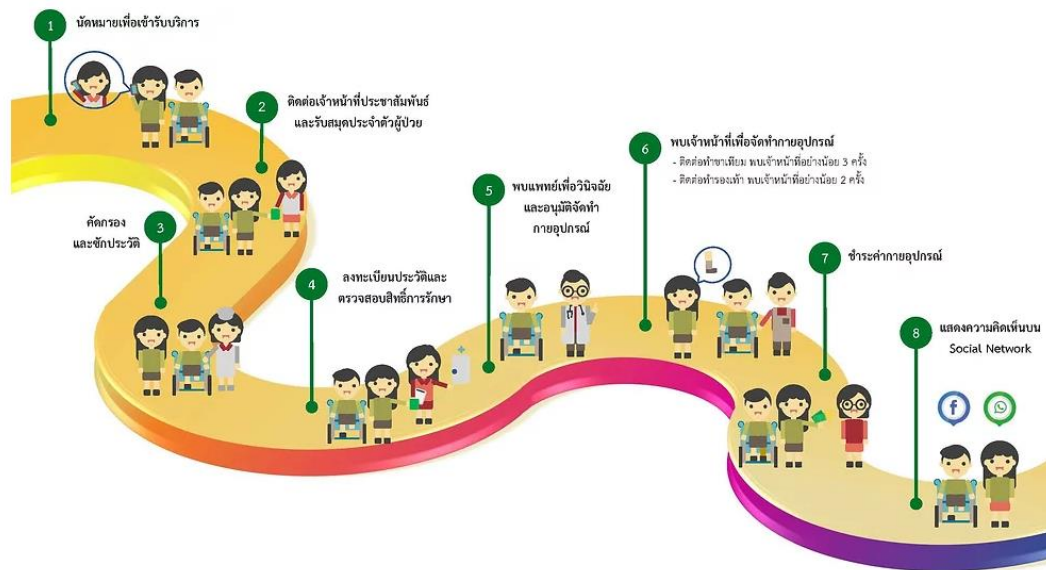 1
นัดหมายเพื่อเข้ารับบริการ
2
ติดต่อเจ้าหน้าที่ประชาสัมพันธ์
และรับสมุดประจำตัวผู้ป่วย
3
คัดกรอง
และซักประวัติ
4
ลงทะเบียนประวัติและ
ตรวจสอบสิทธิ์การรักษา
5
พบแพทย์เพื่อวินิจฉัย
และอนุมัติจัดทำ
กายอุปกรณ์
6
พบเจ้าหน้าที่เพื่อจัดทำกายอุปกรณ์
- ติดต่อทำขาเทียม พบเจ้าหน้าที่อย่างน้อย 3 ครั้ง
- ติดต่อทำรองเท้า พบเจ้าหน้าที่อย่างน้อย 2 ครั้ง
7
ชำระค่ากายอุปกรณ์
8
แสดงความคิดเห็นบน
Social Network
f